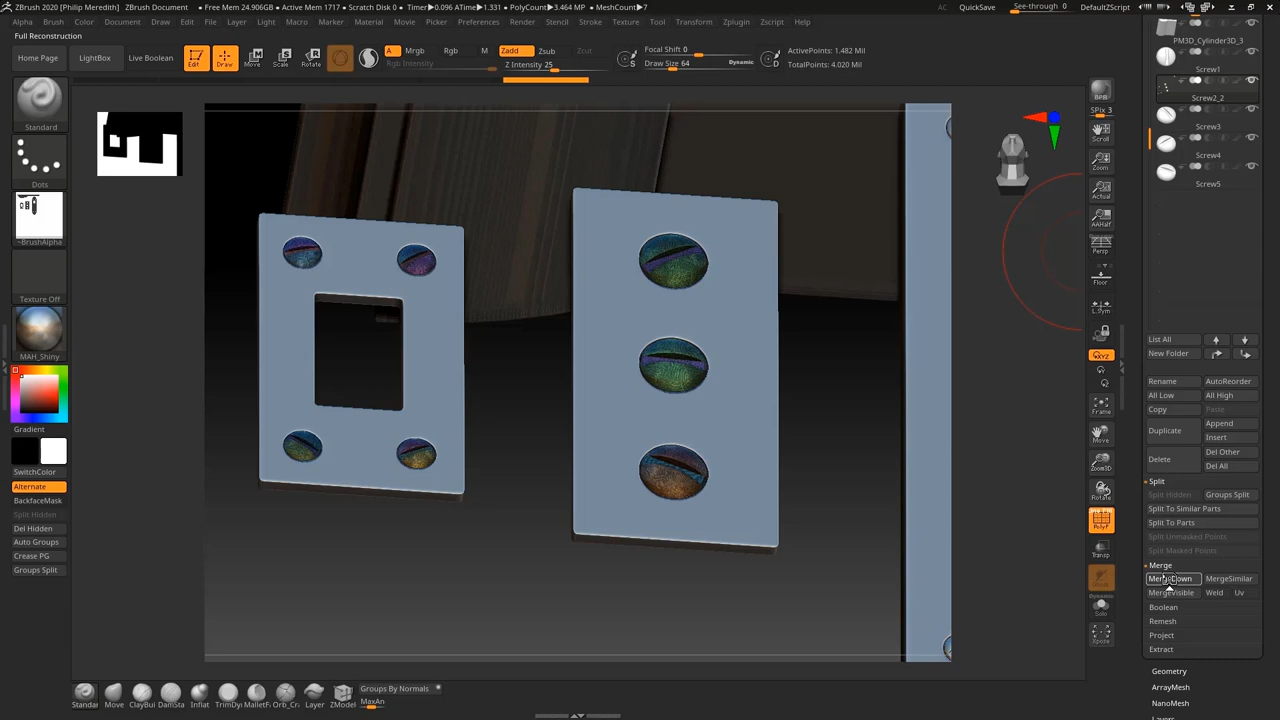 ZBrush 2020 [Philip Meredith] ZBrush Document • Free Mem 24.906GB • Active Mem 1717 • Scratch Disk 0 • Timer▶0.096 ATime▶1.331 • PolyCount▶3.464 MP • MeshCount▶7 AC QuickSave See-through 0 Menus DefaultZScript
Alpha Brush Color Document Draw Edit File Layer Light Macro Marker Material Movie Picker Preferences Render Stencil Stroke Texture Tool Transform Zplugin Zscript Help
Full Reconstruction
Home Page LightBox Live Boolean Edit Draw Move Scale Rotate A Mrgb Rgb M Zadd Zsub Zcut
Rgb Intensity Z Intensity 25
Focal Shift 0
Draw Size 64 Dynamic
ActivePoints: 1.482 mil
TotalPoints: 4.020 mil
Standard
Dots
~BrushAlpha
Texture Off
MAH_Shiny
Gradient
SwitchColor
Alternate
BackfaceMask
Split Hidden
Del Hidden
Auto Groups
Crease PG
Groups Split
BPR
SPix 3
Scroll
Zoom
Actual
AAHalf
Persp
Floor
L.Sym
XYZ
Frame
Move
Zoom3D
Rotate
PolyF
Transp
Dynamic
Solo
Xpose
PM3D_Cylinder3D_3
Screw1
Screw2_2
Screw3
Screw4
Screw5
List All
New Folder
Rename AutoReorder
All Low All High
Copy Paste
Duplicate Append
Insert
Delete Del Other
Del All
Split
Split Hidden Groups Split
Split To Similar Parts
Split To Parts
Split Unmasked Points
Split Masked Points
Merge
MergeDown MergeSimilar
MergeVisible Weld Uv
Boolean
Remesh
Project
Extract
Geometry
ArrayMesh
NanoMesh
Layers
Standar Move ClayBui DamSta Inflat TrimDy MalletF Orb_Cra Layer ZModel
Groups By Normals
MaxAn